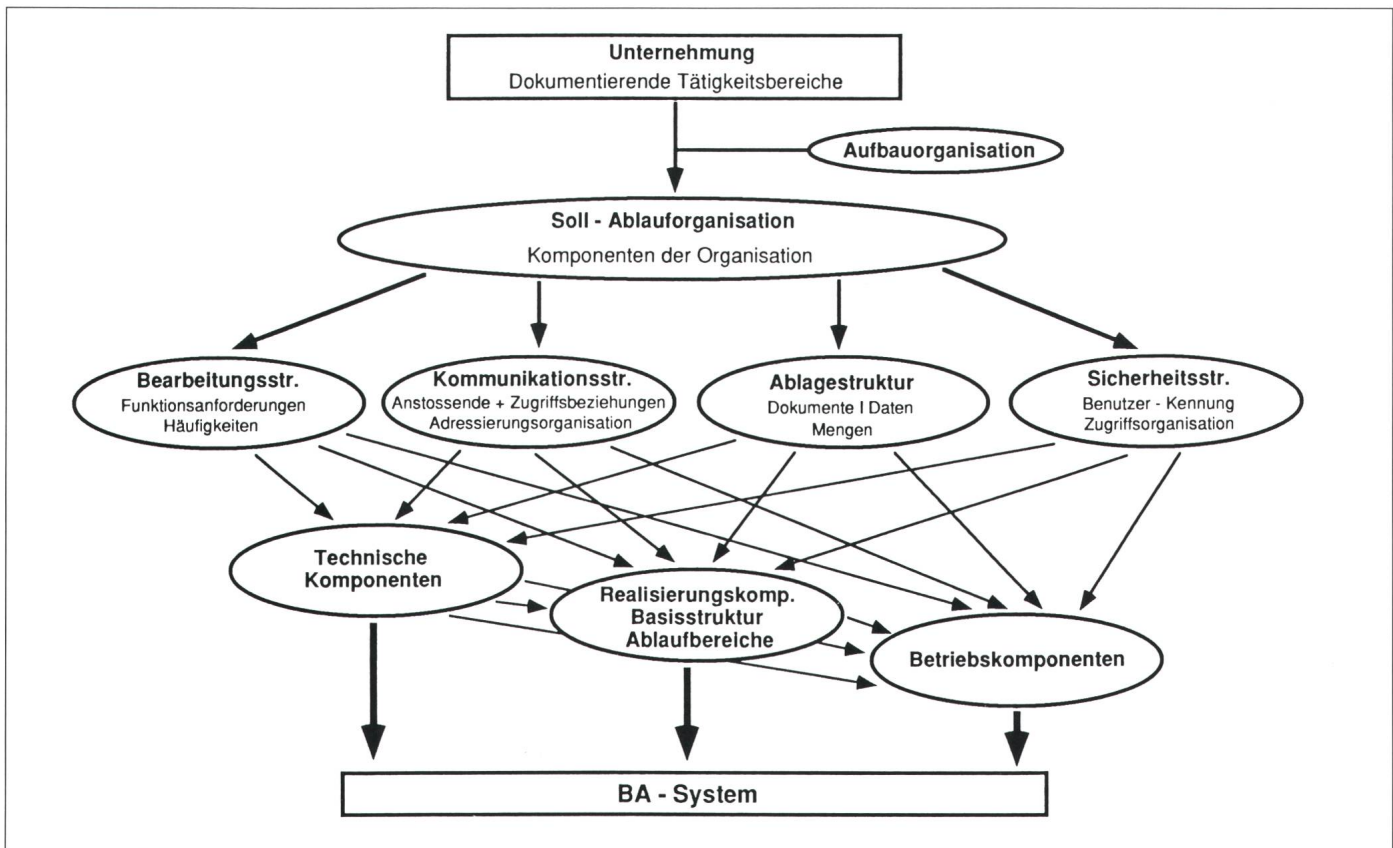 Unternehmung
Dokumentierende Tätigkeitsbereiche
Aufbauorganisation
Soll - Ablauforganisation
Komponenten der Organisation
Bearbeitungsstr.
Funktionsanforderungen
Häufigkeiten
Kommunikationsstr.
Anstossende + Zugriffsbeziehungen
Adressierungsorganisation
Ablagestruktur
Dokumente I Daten
Mengen
Sicherheitsstr.
Benutzer - Kennung
Zugriffsorganisation
Technische
Komponenten
Realisierungskomp.
Basisstruktur
Ablaufbereiche
Betriebskomponenten
BA - System